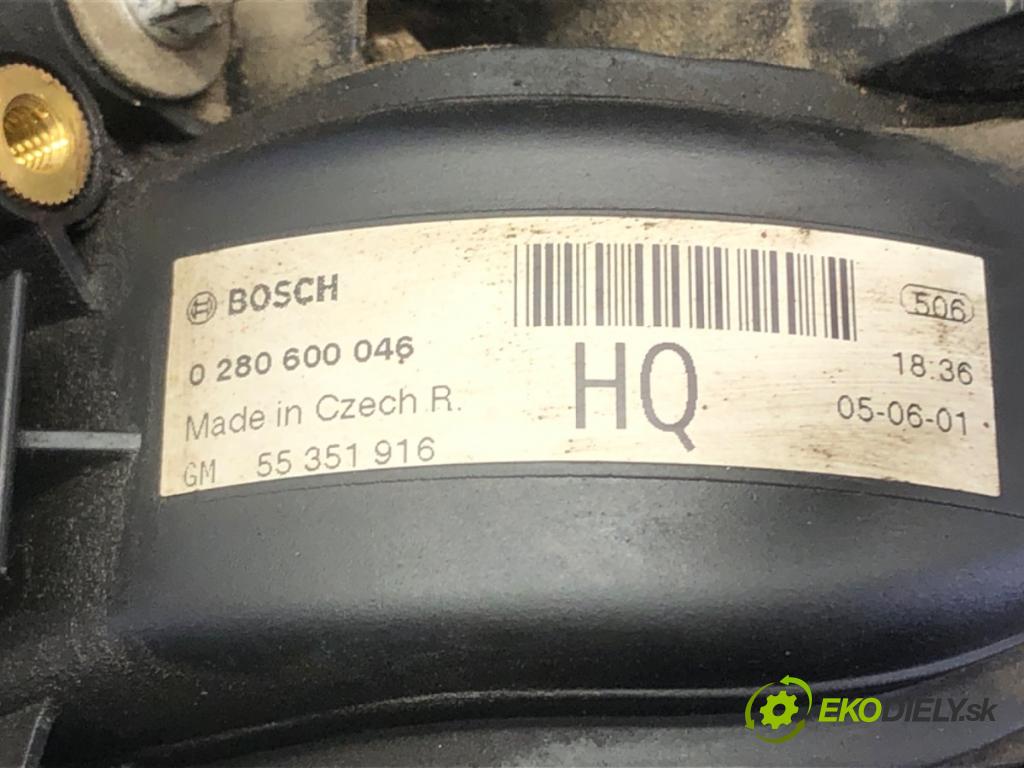 BOSCH
0 280 600 046
Made in Czech R.
GM 55 351 916
HQ
506
18:36
05-06-01
EKODIELY.sk